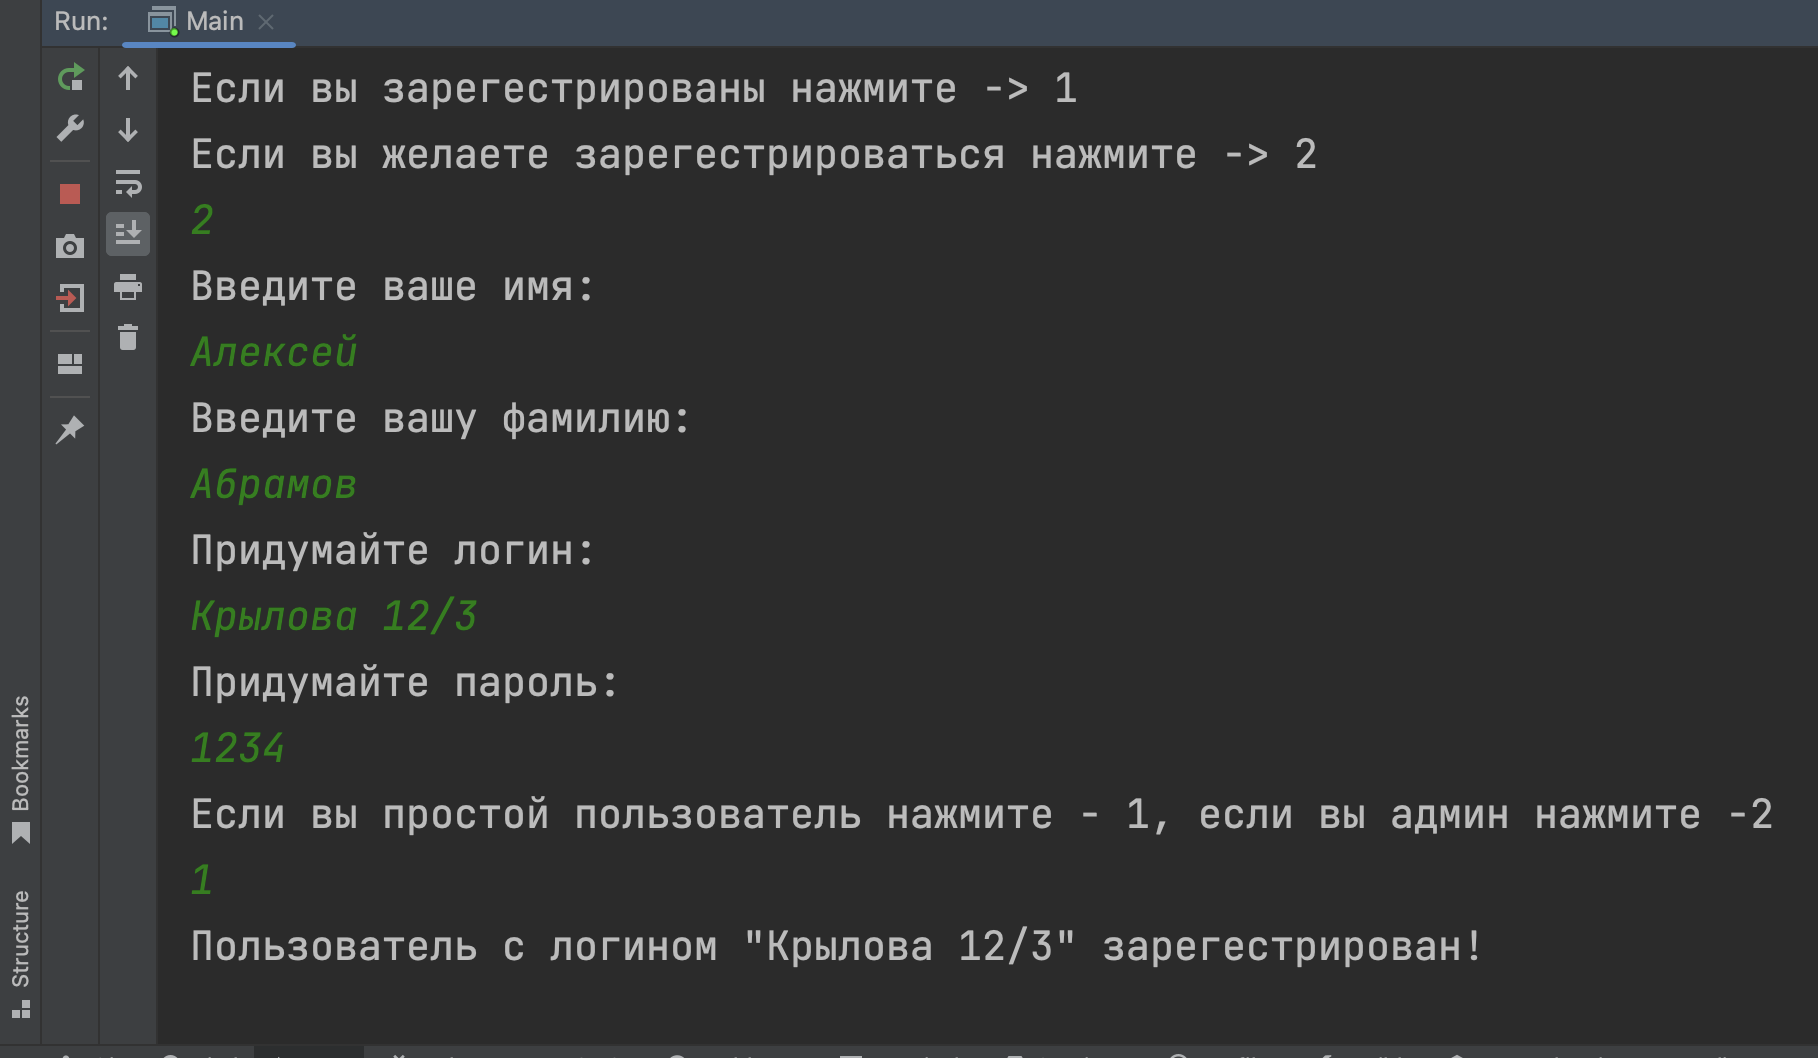 Run: Main
Если вы зарегестрированы нажмите -> 1
Если вы желаете зарегестрироваться нажмите -> 2
2
Введите ваше имя:
Алексей
Введите вашу фамилию:
Абрамов
Придумайте логин:
Крылова 12/3
Придумайте пароль:
1234
Если вы простой пользователь нажмите - 1, если вы админ нажмите -2
1
Пользователь с логином "Крылова 12/3" зарегестрирован!
Bookmarks
Structure